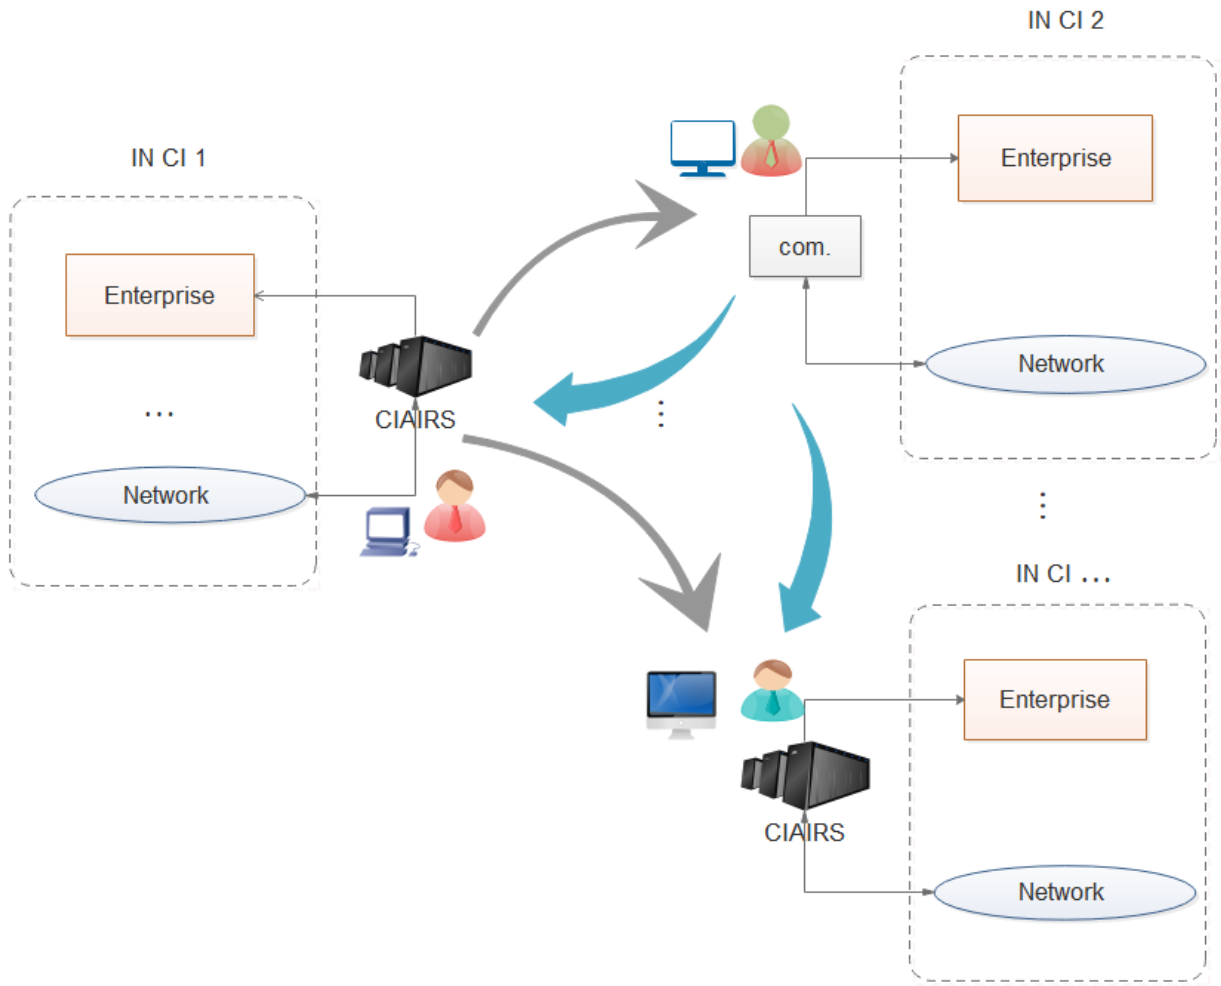 IN CI 2
Enterprise
IN CI 1
com.
Enterprise
Network
...
CIAIRS
...
Network
...
IN CI ...
Enterprise
CIAIRS
Network